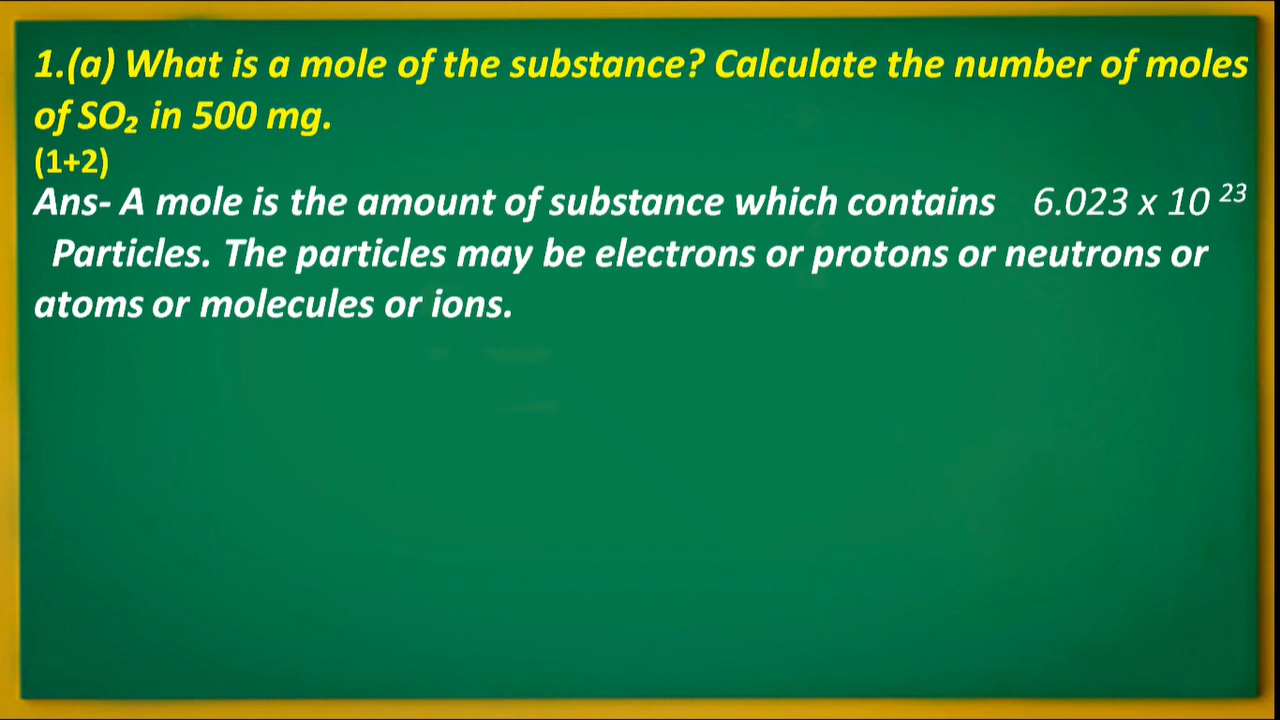 1.(a) What is a mole of the substance? Calculate the number of moles
of SO₂ in 500 mg.
(1+2)
Ans- A mole is the amount of substance which contains 6.023 x 10 ²³
Particles. The particles may be electrons or protons or neutrons or
atoms or molecules or ions.